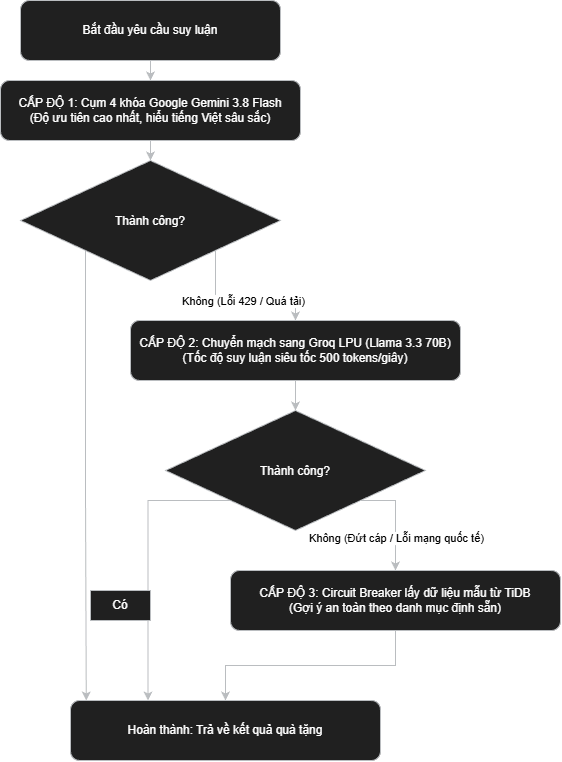 Bắt đầu yêu cầu suy luận
CẤP ĐỘ 1: Cụm 4 khóa Google Gemini 3.8 Flash
(Độ ưu tiên cao nhất, hiểu tiếng Việt sâu sắc)
Thành công?
Không (Lỗi 429 / Quá tải)
CẤP ĐỘ 2: Chuyển mạch sang Groq LPU (Llama 3.3 70B)
(Tốc độ suy luận siêu tốc 500 tokens/giây)
Thành công?
Không (Đứt cáp / Lỗi mạng quốc tế)
CẤP ĐỘ 3: Circuit Breaker lấy dữ liệu mẫu từ TiDB
(Gợi ý an toàn theo danh mục định sẵn)
Có
Hoàn thành: Trả về kết quả quà tặng